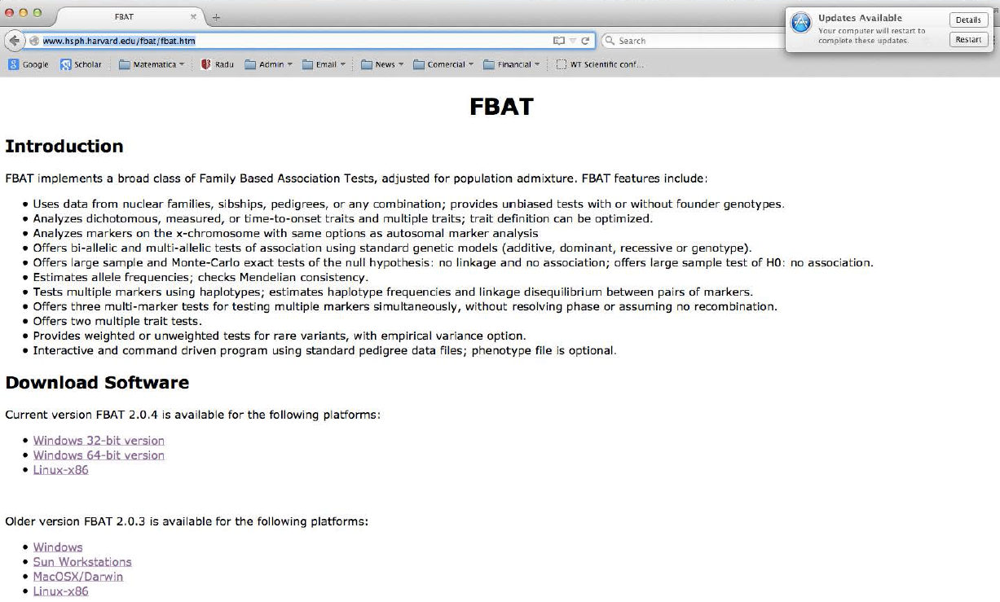 FBAT
Updates Available
Details
Your computer will restart to
complete these updates.
Restart
www.hsph.harvard.edu/fbat/fbat.htm
Search
Google Scholar Matematica Radu Admin Email News Comercial Financial WT Scientific conf...
FBAT
Introduction
FBAT implements a broad class of Family Based Association Tests, adjusted for population admixture. FBAT features include:
• Uses data from nuclear families, sibships, pedigrees, or any combination; provides unbiased tests with or without founder genotypes.
• Analyzes dichotomous, measured, or time-to-onset traits and multiple traits; trait definition can be optimized.
• Analyzes markers on the x-chromosome with same options as autosomal marker analysis
• Offers bi-allelic and multi-allelic tests of association using standard genetic models (additive, dominant, recessive or genotype).
• Offers large sample and Monte-Carlo exact tests of the null hypothesis: no linkage and no association; offers large sample test of H0: no association.
• Estimates allele frequencies; checks Mendelian consistency.
• Tests multiple markers using haplotypes; estimates haplotype frequencies and linkage disequilibrium between pairs of markers.
• Offers three multi-marker tests for testing multiple markers simultaneously, without resolving phase or assuming no recombination.
• Offers two multiple trait tests.
• Provides weighted or unweighted tests for rare variants, with empirical variance option.
• Interactive and command driven program using standard pedigree data files; phenotype file is optional.
Download Software
Current version FBAT 2.0.4 is available for the following platforms:
• Windows 32-bit version
• Windows 64-bit version
• Linux-x86
Older version FBAT 2.0.3 is available for the following platforms:
• Windows
• Sun Workstations
• MacOSX/Darwin
• Linux-x86